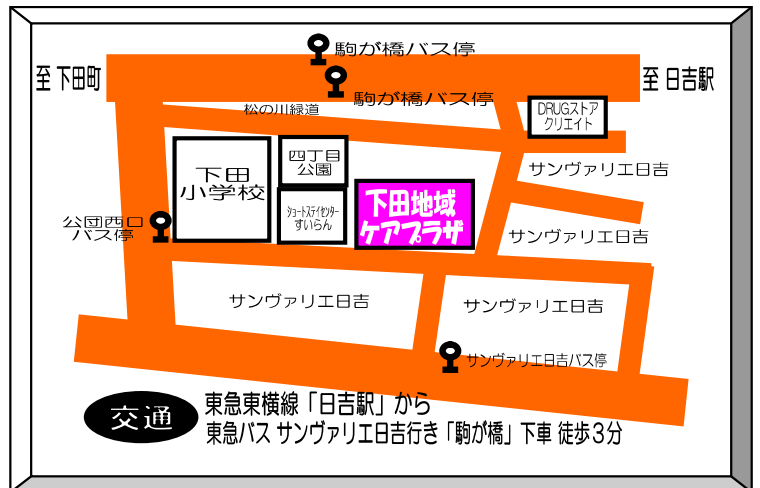 駒が橋バス停
至 下田町
至 日吉駅
駒が橋バス停
松の川緑道
DRUGストア
クリエイト
四丁目
公園
下田
小学校
サンヴァリエ日吉
下田地域
ケアプラザ
ショートステイセンター
すいらん
公団西口
バス停
サンヴァリエ日吉
サンヴァリエ日吉
サンヴァリエ日吉
サンヴァリエ日吉バス停
交通
東急東横線「日吉駅」から
東急バス サンヴァリエ日吉行き「駒が橋」下車 徒歩3分